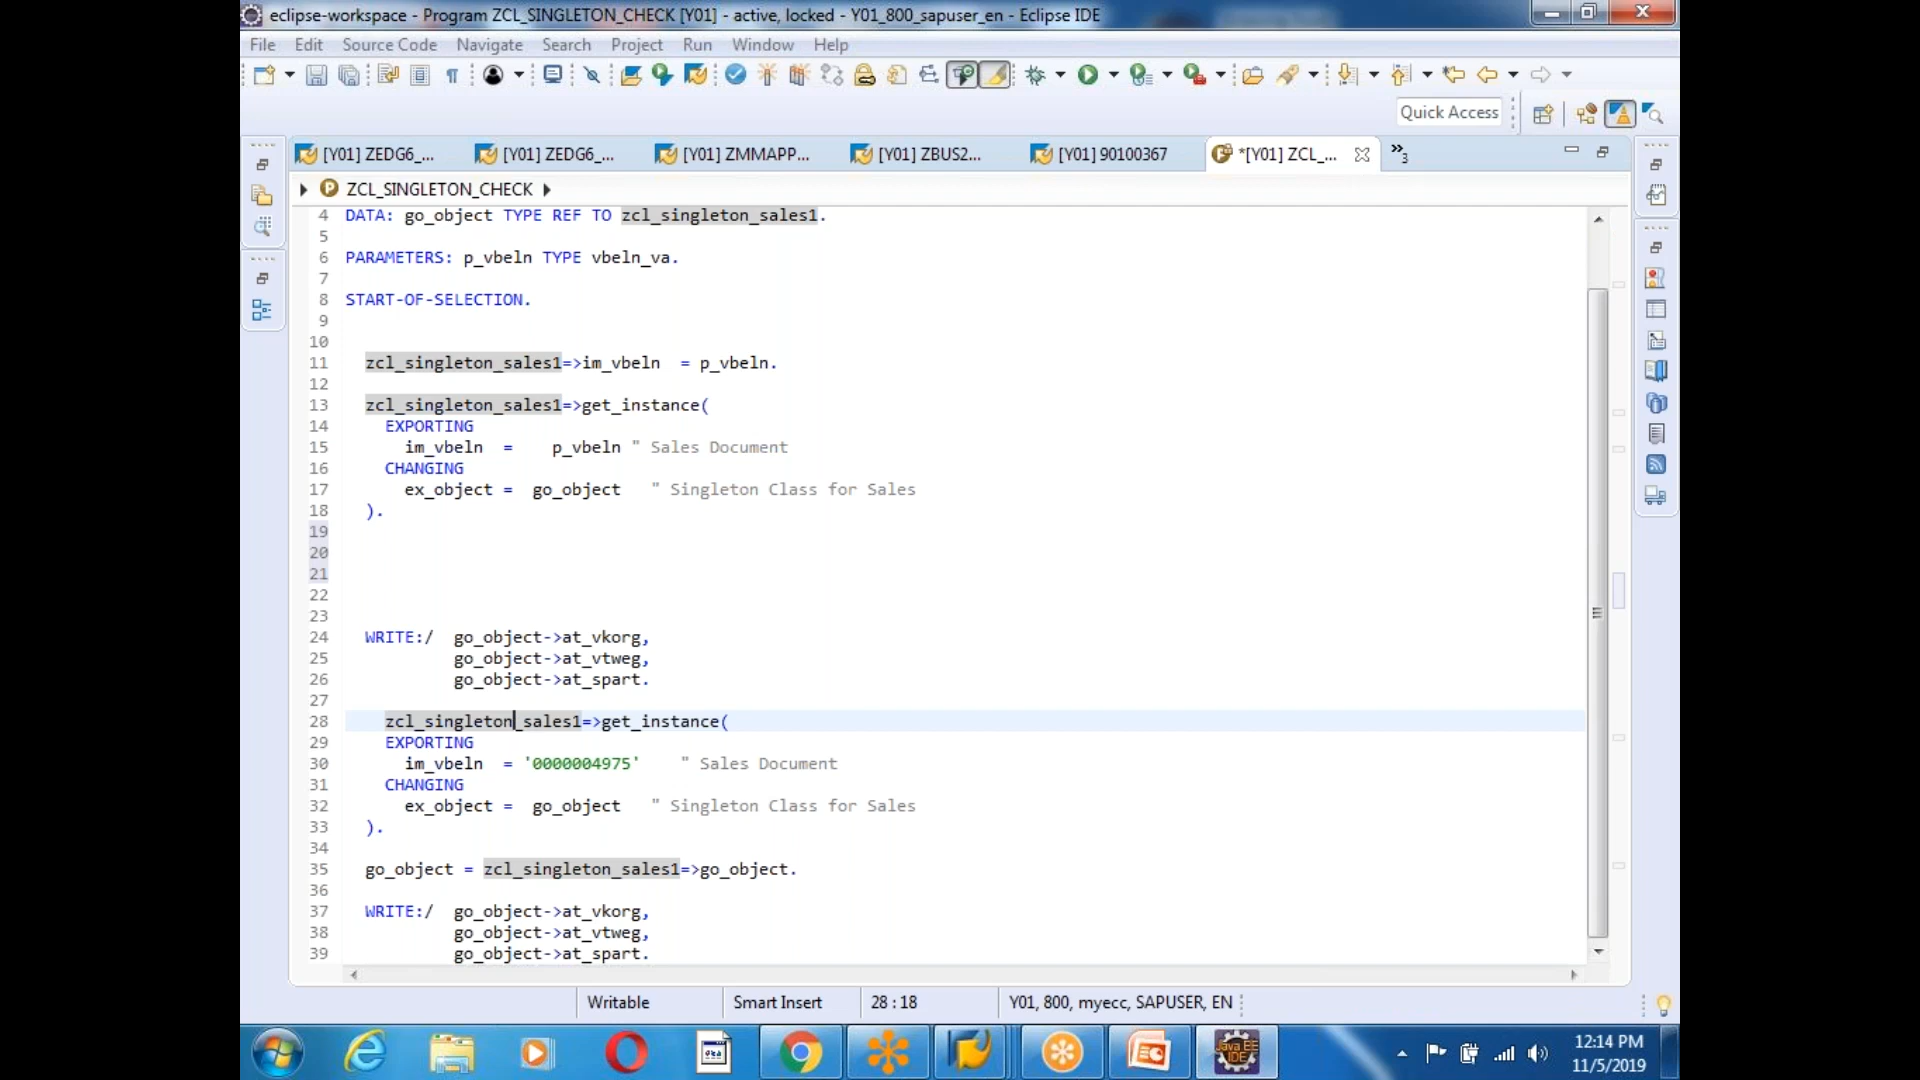 eclipse-workspace - Program ZCL_SINGLETON_CHECK [Y01] - active, locked - Y01_800_sapuser_en - Eclipse IDE
File Edit Source Code Navigate Search Project Run Window Help
Quick Access
[Y01] ZEDG6_... [Y01] ZEDG6_... [Y01] ZMMAPP... [Y01] ZBUS2... [Y01] 90100367 *[Y01] ZCL_... »3
ZCL_SINGLETON_CHECK
4 DATA: go_object TYPE REF TO zcl_singleton_sales1.
5
6 PARAMETERS: p_vbeln TYPE vbeln_va.
7
8 START-OF-SELECTION.
9
10
11 zcl_singleton_sales1=>im_vbeln = p_vbeln.
12
13 zcl_singleton_sales1=>get_instance(
14 EXPORTING
15 im_vbeln = p_vbeln " Sales Document
16 CHANGING
17 ex_object = go_object " Singleton Class for Sales
18 ).
19
20
21
22
23
24 WRITE:/ go_object->at_vkorg,
25 go_object->at_vtweg,
26 go_object->at_spart.
27
28 zcl_singleton_sales1=>get_instance(
29 EXPORTING
30 im_vbeln = '0000004975' " Sales Document
31 CHANGING
32 ex_object = go_object " Singleton Class for Sales
33 ).
34
35 go_object = zcl_singleton_sales1=>go_object.
36
37 WRITE:/ go_object->at_vkorg,
38 go_object->at_vtweg,
39 go_object->at_spart.
Writable Smart Insert 28 : 18 Y01, 800, myecc, SAPUSER, EN
Java EE
IDE
12:14 PM
11/5/2019